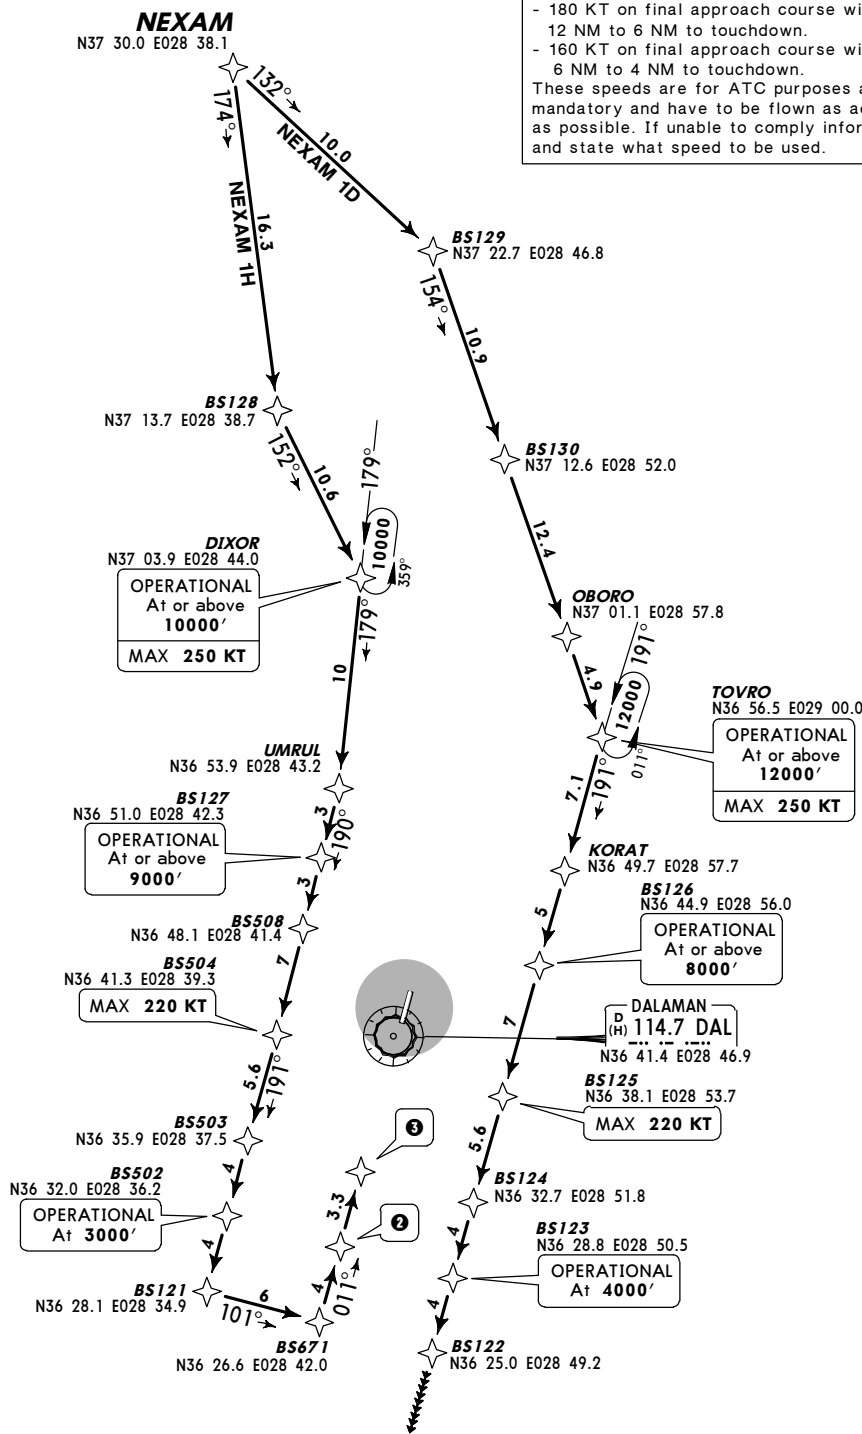 - 180 KT on final approach course wi
12 NM to 6 NM to touchdown.
- 160 KT on final approach course wi
6 NM to 4 NM to touchdown.
These speeds are for ATC purposes a
mandatory and have to be flown as ac
as possible. If unable to comply infor
and state what speed to be used.
NEXAM
N37 30.0 E028 38.1
132°
174°
10.0
NEXAM 1D
16.3
NEXAM 1H
BS129
N37 22.7 E028 46.8
154°
10.9
BS128
N37 13.7 E028 38.7
152°
10.6
179°
BS130
N37 12.6 E028 52.0
12.4
DIXOR
N37 03.9 E028 44.0
OPERATIONAL
At or above
10000'
MAX 250 KT
10000
359°
179°
10
OBORO
N37 01.1 E028 57.8
4.9
191°
12000
011°
TOVRO
N36 56.5 E029 00.0
OPERATIONAL
At or above
12000'
MAX 250 KT
191°
7.1
UMRUL
N36 53.9 E028 43.2
3
190°
BS127
N36 51.0 E028 42.3
OPERATIONAL
At or above
9000'
3
KORAT
N36 49.7 E028 57.7
5
BS508
N36 48.1 E028 41.4
7
BS126
N36 44.9 E028 56.0
OPERATIONAL
At or above
8000'
7
BS504
N36 41.3 E028 39.3
MAX 220 KT
5.6
191°
DALAMAN
D
(H) 114.7 DAL
N36 41.4 E028 46.9
BS125
N36 38.1 E028 53.7
MAX 220 KT
5.6
BS503
N36 35.9 E028 37.5
4
BS502
N36 32.0 E028 36.2
OPERATIONAL
At 3000'
4
3
3.3
2
BS124
N36 32.7 E028 51.8
4
BS123
N36 28.8 E028 50.5
OPERATIONAL
At 4000'
4
BS121
N36 28.1 E028 34.9
6
101°
4
011°
BS671
N36 26.6 E028 42.0
BS122
N36 25.0 E028 49.2